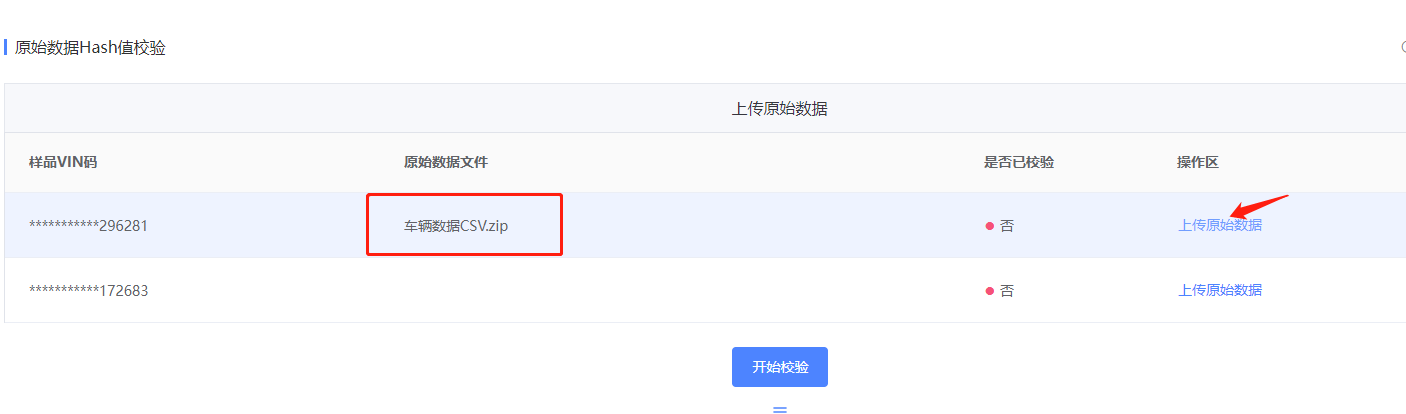 原始数据Hash值校验
上传原始数据
样品VIN码 原始数据文件 是否已校验 操作区
***********296281 车辆数据CSV.zip 否 上传原始数据
***********172683 否 上传原始数据
开始校验